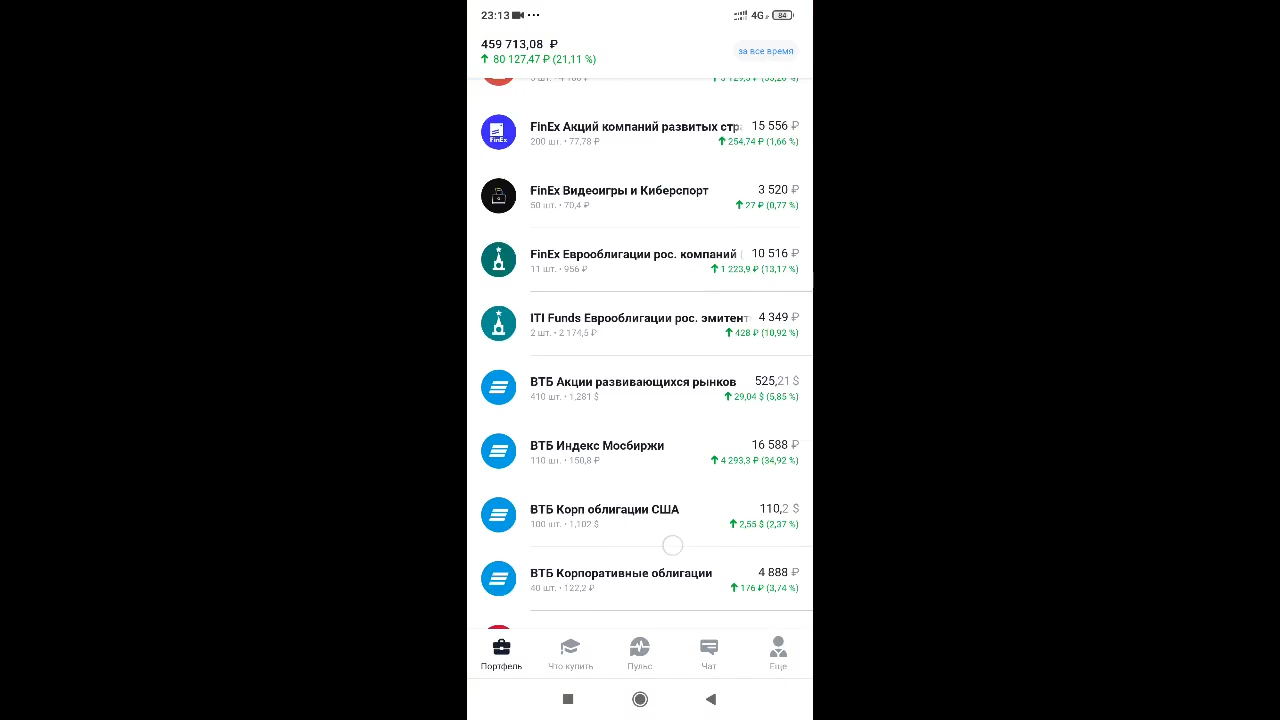 23:13
4G
84
459 713,08 ₽
80 127,47 ₽ (21,11 %)
за все время
FinEx Акций компаний развитых стр
15 556 ₽
200 шт. • 77,78 ₽
254,74 ₽ (1,66 %)
FinEx
FinEx Видеоигры и Киберспорт
3 520 ₽
50 шт. • 70,4 ₽
27 ₽ (0,77 %)
FinEx Еврооблигации рос. компаний
10 516 ₽
11 шт. • 956 ₽
1 223,9 ₽ (13,17 %)
ITI Funds Еврооблигации рос. эмитент
4 349 ₽
2 шт. • 2 174,5 ₽
428 ₽ (10,92 %)
ВТБ Акции развивающихся рынков
525,21 $
410 шт. • 1,281 $
29,04 $ (5,85 %)
ВТБ Индекс Мосбиржи
16 588 ₽
110 шт. • 150,8 ₽
4 293,3 ₽ (34,92 %)
ВТБ Корп облигации США
110,2 $
100 шт. • 1,102 $
2,55 $ (2,37 %)
ВТБ Корпоративные облигации
4 888 ₽
40 шт. • 122,2 ₽
176 ₽ (3,74 %)
Портфель
Что купить
Пульс
Чат
Еще